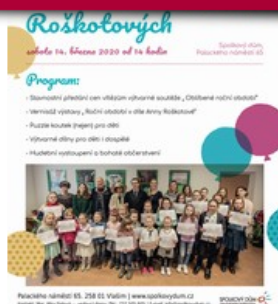 Roškotových
sobota 14. března 2020 od 14 hodin
Spolkový dům,
Palackého náměstí 65
Program:
- Slavnostní předání cen vítězům výtvarné soutěže „Oblíbené roční období“
- Vernisáž výstavy „Roční období v díle Anny Roškotové“
- Puzzle koutek (nejen) pro děti
- Výtvarné dílny pro děti i dospělé
- Hudební vystoupení a bohaté občerstvení
Palackého náměstí 65, 258 01 Vlašim | www.spolkovydum.cz
SPOLKOVÝ DŮM